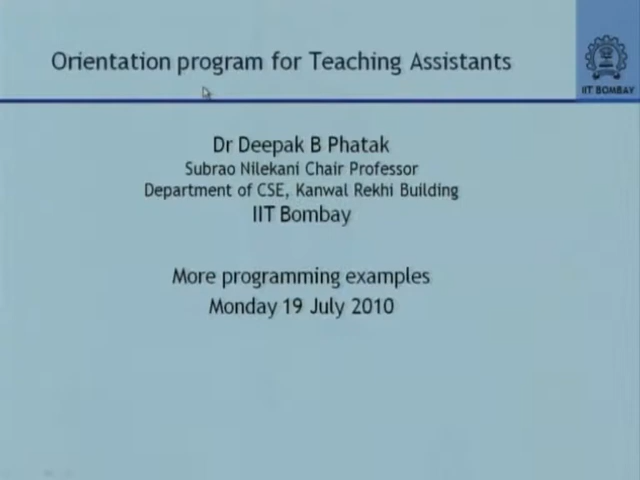 Orientation program for Teaching Assistants
IIT BOMBAY
Dr Deepak B Phatak
Subrao Nilekani Chair Professor
Department of CSE, Kanwal Rekhi Building
IIT Bombay
More programming examples
Monday 19 July 2010